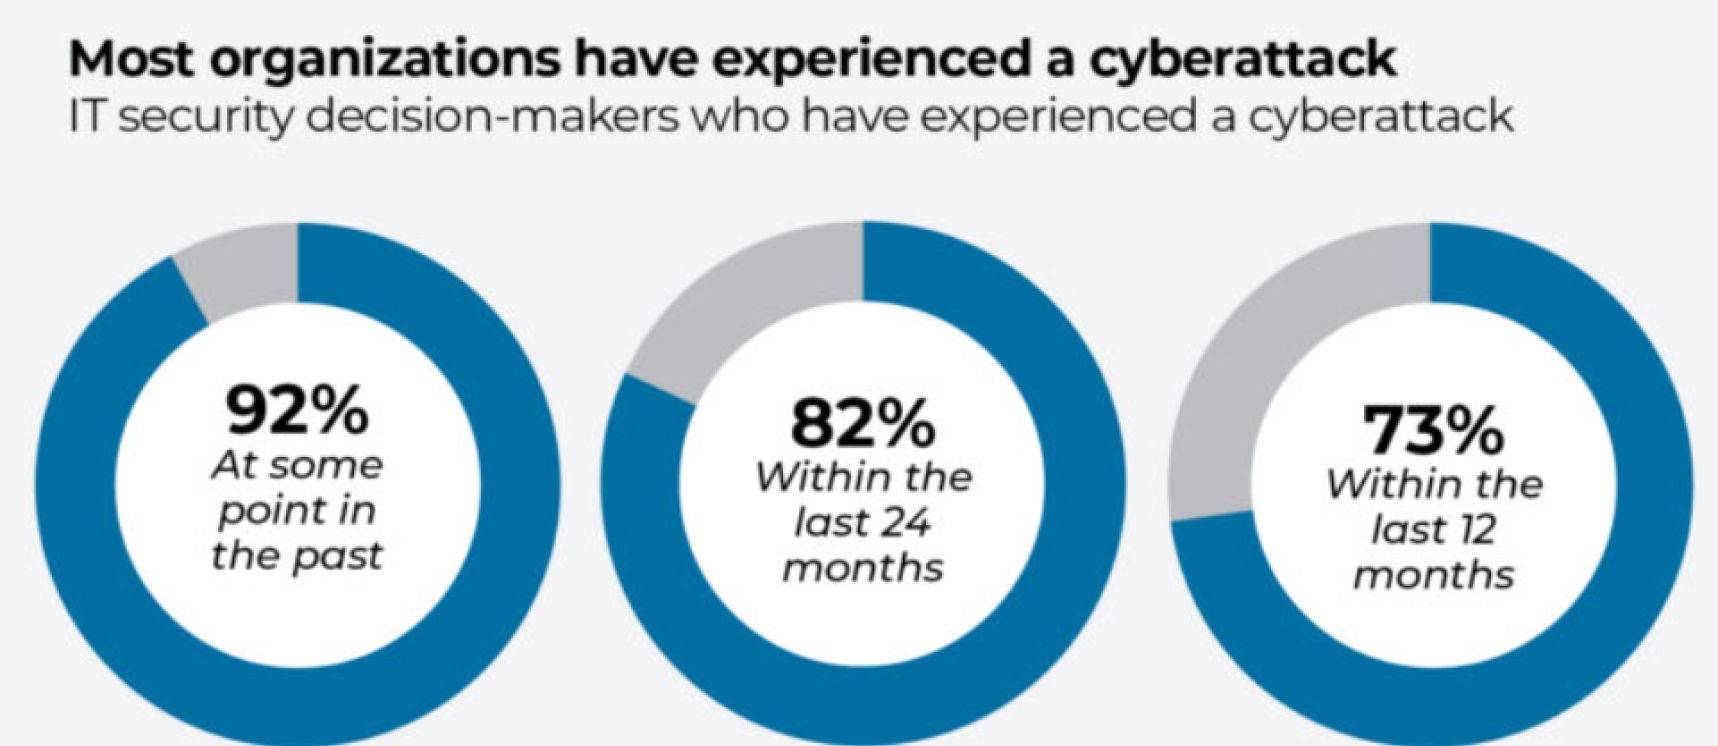 Most organizations have experienced a cyberattack
IT security decision-makers who have experienced a cyberattack
92%
At some
point in
the past
82%
Within the
last 24
months
73%
Within the
last 12
months